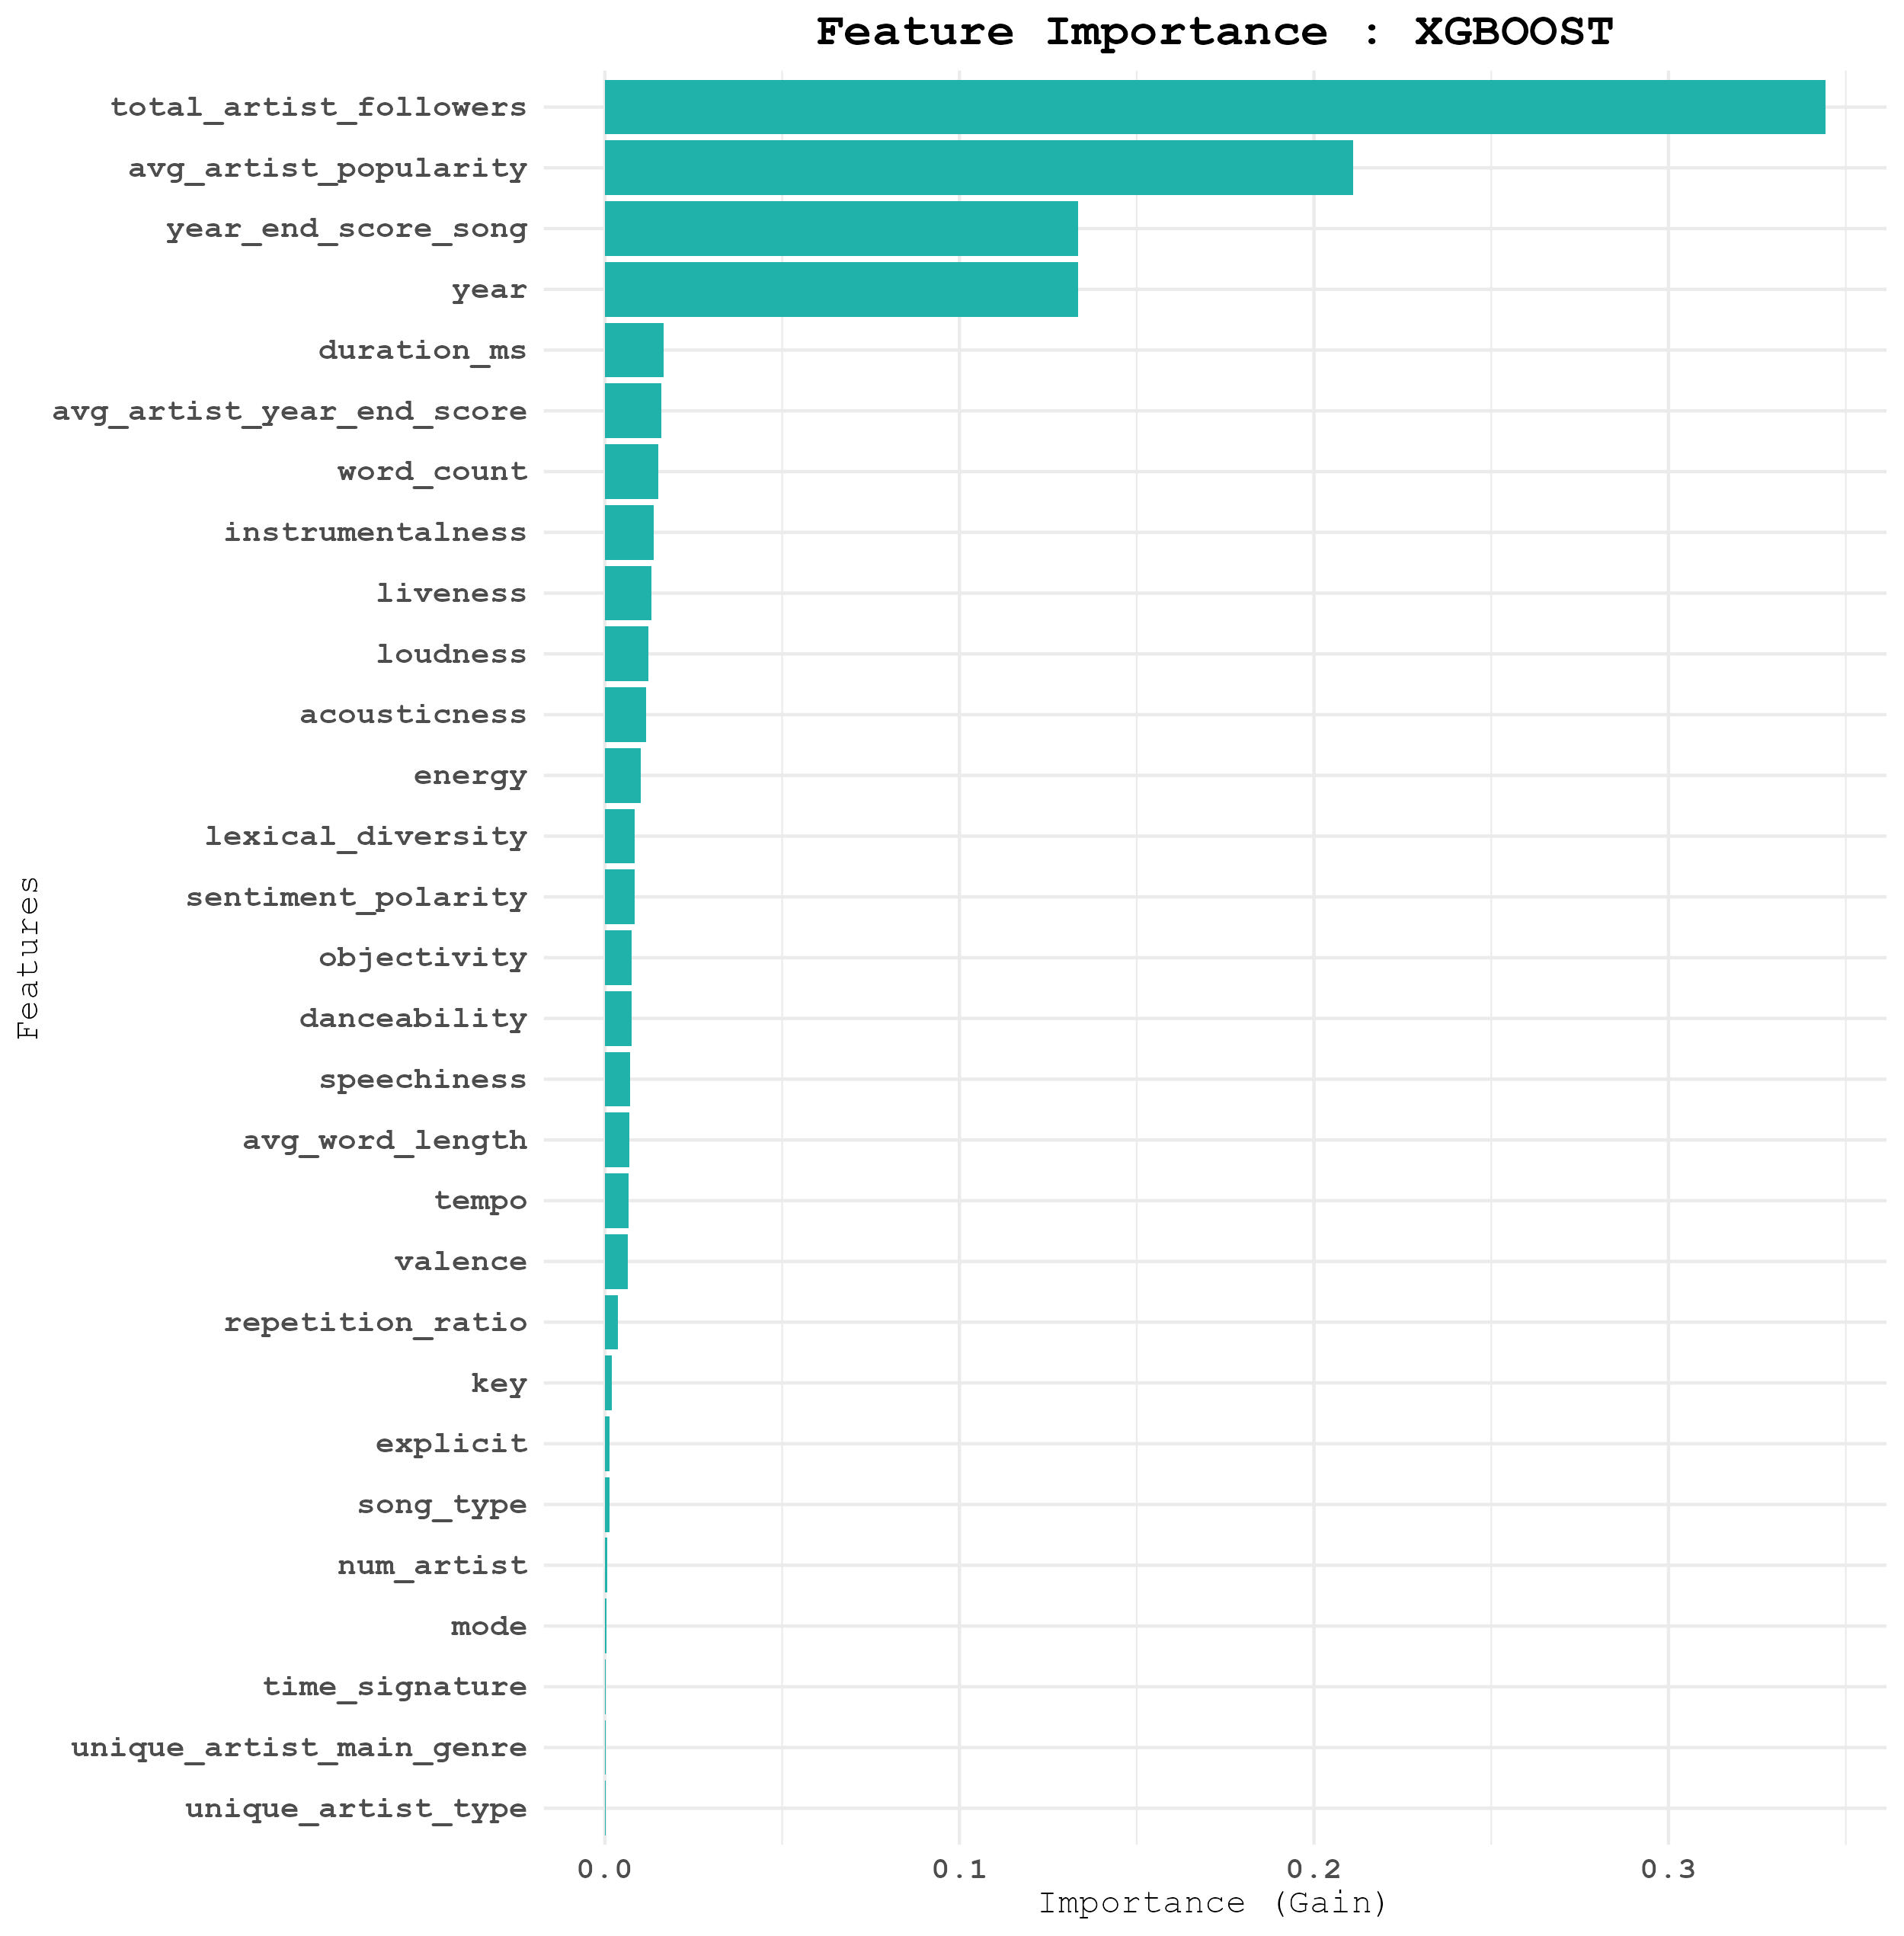 Feature Importance : XGBOOST
total_artist_followers
avg_artist_popularity
year_end_score_song
year
duration_ms
avg_artist_year_end_score
word_count
instrumentalness
liveness
loudness
acousticness
energy
lexical_diversity
sentiment_polarity
objectivity
danceability
speechiness
avg_word_length
tempo
valence
repetition_ratio
key
explicit
song_type
num_artist
mode
time_signature
unique_artist_main_genre
unique_artist_type
Features
0.0 0.1 0.2 0.3
Importance (Gain)